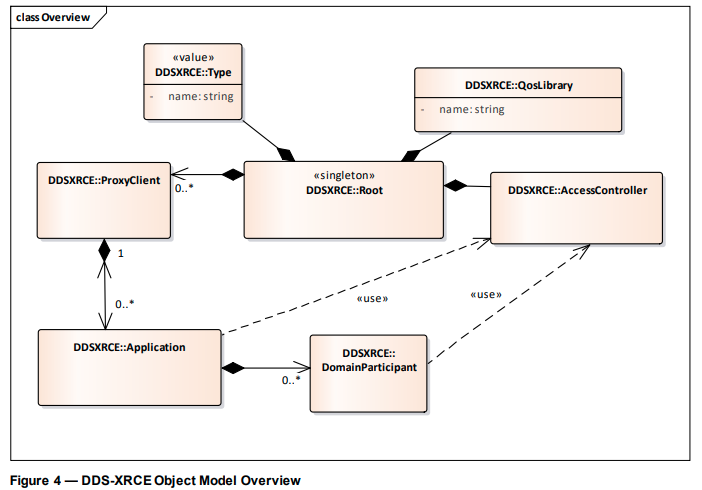 class Overview
«value»
DDSXRCE::Type
- name: string
DDSXRCE::QosLibrary
- name: string
DDSXRCE::ProxyClient
0..*
«singleton»
DDSXRCE::Root
DDSXRCE::AccessController
1
0..*
«use»
«use»
DDSXRCE::Application
0..*
DDSXRCE::
DomainParticipant
Figure 4 — DDS-XRCE Object Model Overview